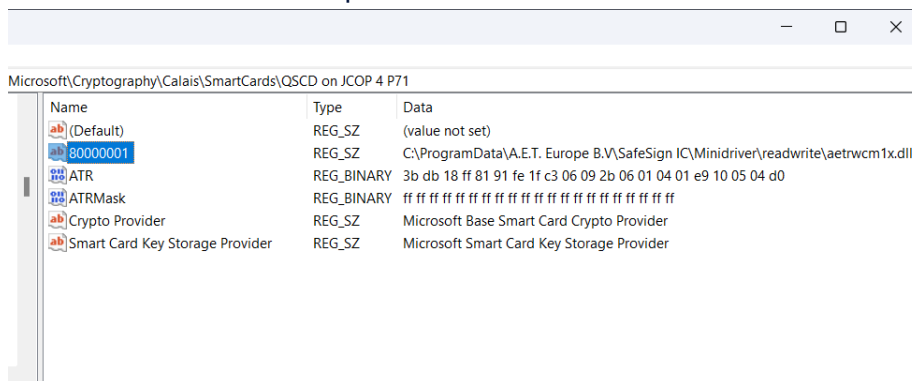 Microsoft\Cryptography\Calais\SmartCards\QSCD on JCOP 4 P71
Name Type Data
(Default) REG_SZ (value not set)
80000001 REG_SZ C:\ProgramData\A.E.T. Europe B.V\SafeSign IC\Minidriver\readwrite\aetrwcm1x.dll
ATR REG_BINARY 3b db 18 ff 81 91 fe 1f c3 06 09 2b 06 01 04 01 e9 10 05 04 d0
ATRMask REG_BINARY ff ff ff ff ff ff ff ff ff ff ff ff ff ff ff ff ff ff ff ff ff
Crypto Provider REG_SZ Microsoft Base Smart Card Crypto Provider
Smart Card Key Storage Provider REG_SZ Microsoft Smart Card Key Storage Provider